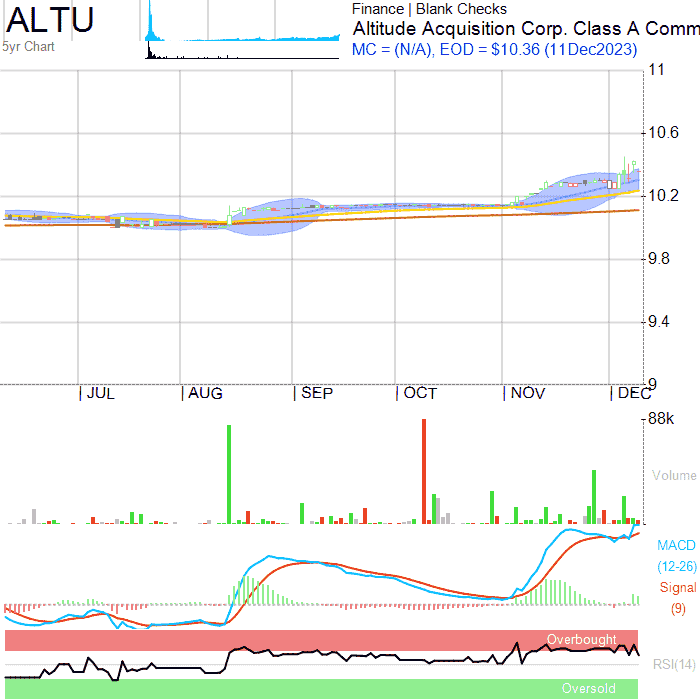 ALTU
5yr Chart
Finance | Blank Checks
Altitude Acquisition Corp. Class A Comm
MC = (N/A), EOD = $10.36 (11Dec2023)
11
10.6
10.2
9.8
9.4
9
JUL AUG SEP OCT NOV DEC
88k
Volume
MACD
(12-26)
Signal
(9)
Overbought
RSI(14)
Oversold